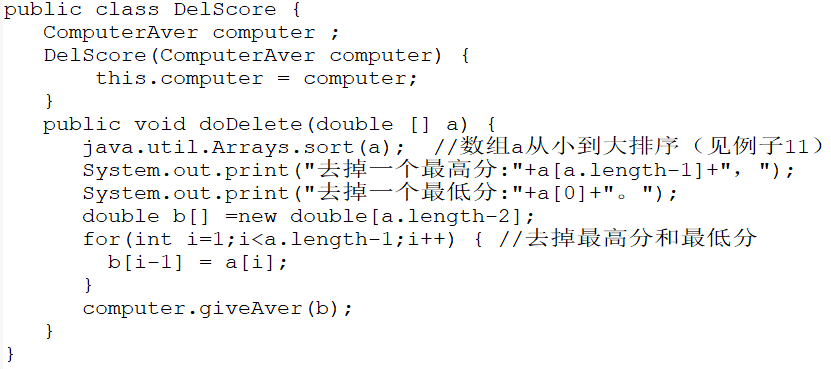 public class DelScore {
   ComputerAver computer ;
   DelScore(ComputerAver computer) {
       this.computer = computer;
   }
   public void doDelete(double [] a) {
      java.util.Arrays.sort(a);  //数组a从小到大排序（见例子11）
      System.out.print("去掉一个最高分:"+a[a.length-1]+"，");
      System.out.print("去掉一个最低分:"+a[0]+"。");
      double b[] =new double[a.length-2];
      for(int i=1;i<a.length-1;i++) { //去掉最高分和最低分
        b[i-1] = a[i];
      }
      computer.giveAver(b);
   }
}